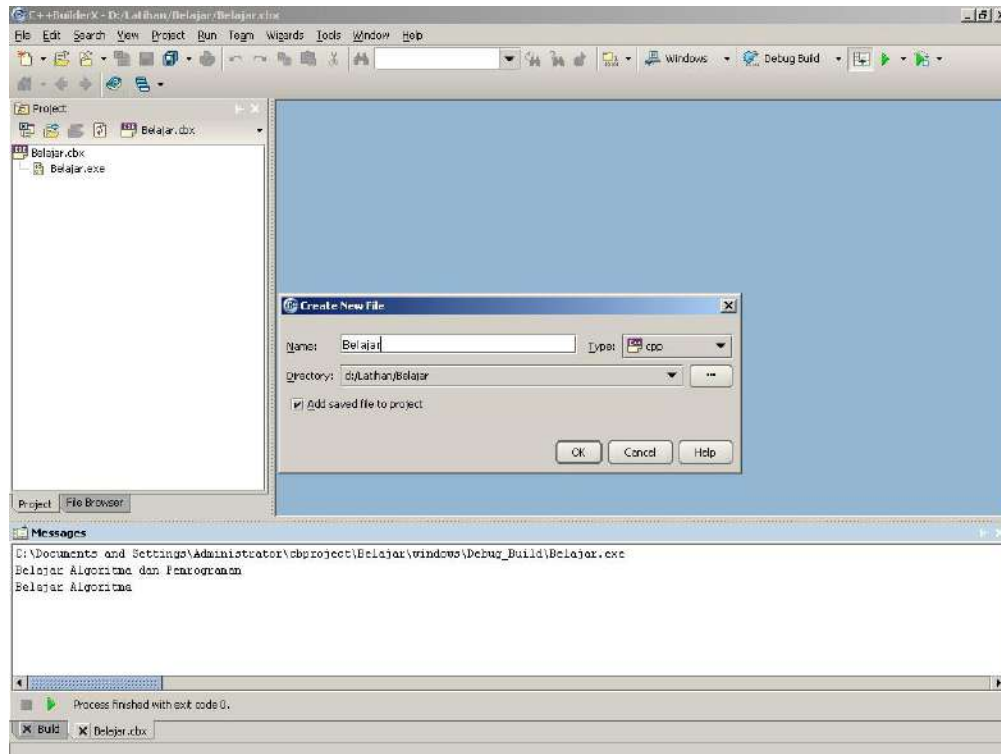 C++BuilderX - D:/Latihan/Belajar/Belajar.cbx
File Edit Search View Project Run Team Wizards Tools Window Help
Windows Debug Build
Project
Belajar.cbx
Belajar.cbx
Belajar.exe
Create New File
Name: Belajar Type: cpp
Directory: d:/Latihan/Belajar
Add saved file to project
OK Cancel Help
Project File Browser
Messages
C:\Documents and Settings\Administrator\cbproject\Belajar\windows\Debug_Build\Belajar.exe
Belajar Algoritma dan Pemrograman
Belajar Algoritma
Process finished with exit code 0.
Build Belajar.cbx